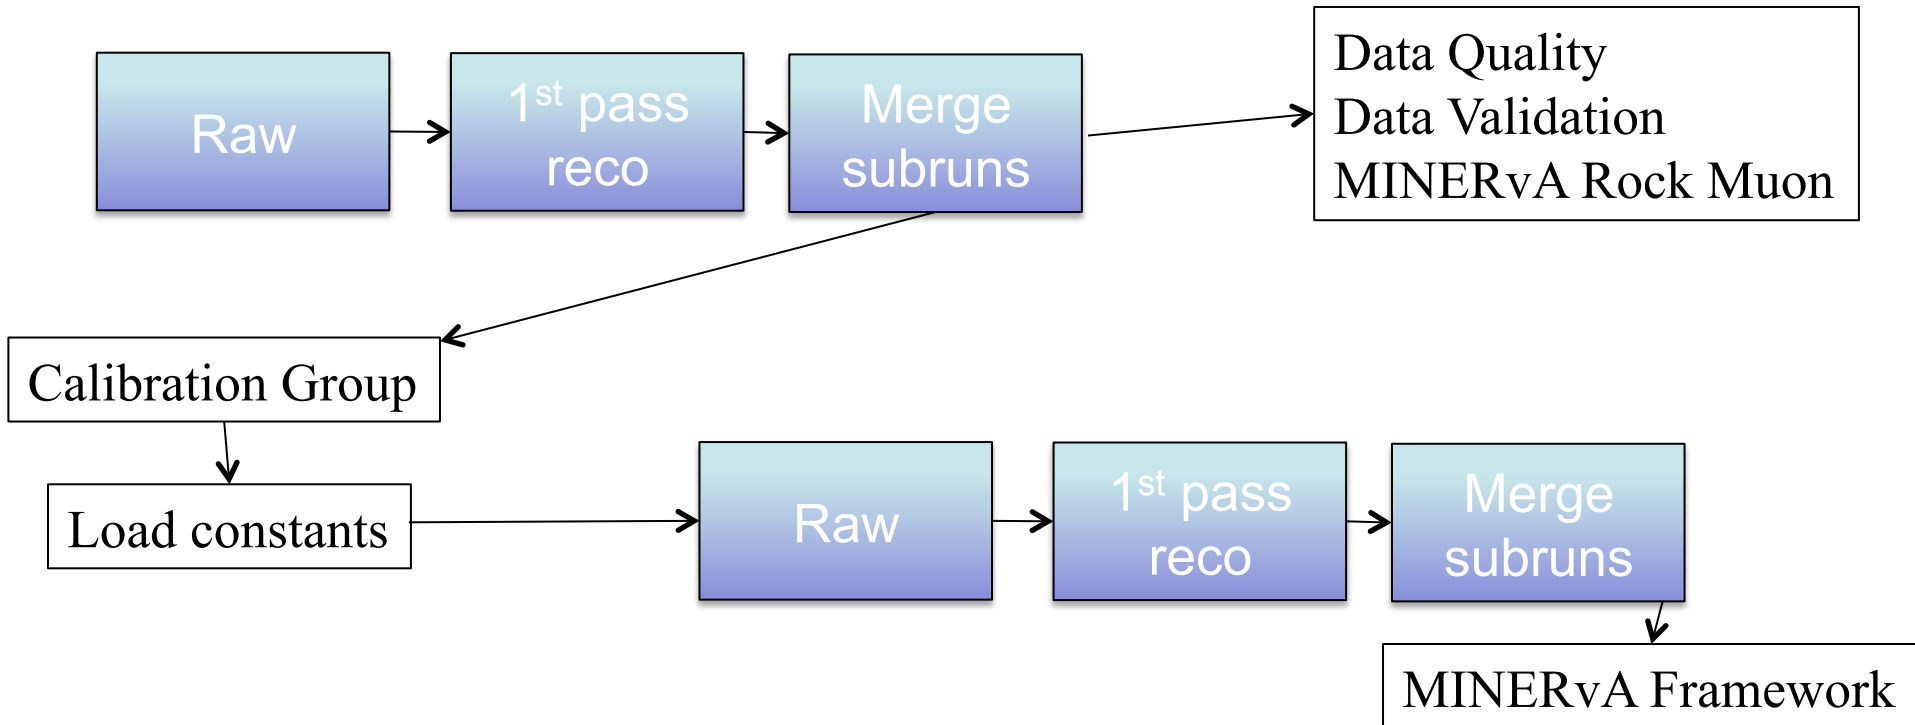 Raw
1st pass
reco
Merge
subruns
Data Quality
Data Validation
MINERvA Rock Muon
Calibration Group
Load constants
Raw
1st pass
reco
Merge
subruns
MINERvA Framework